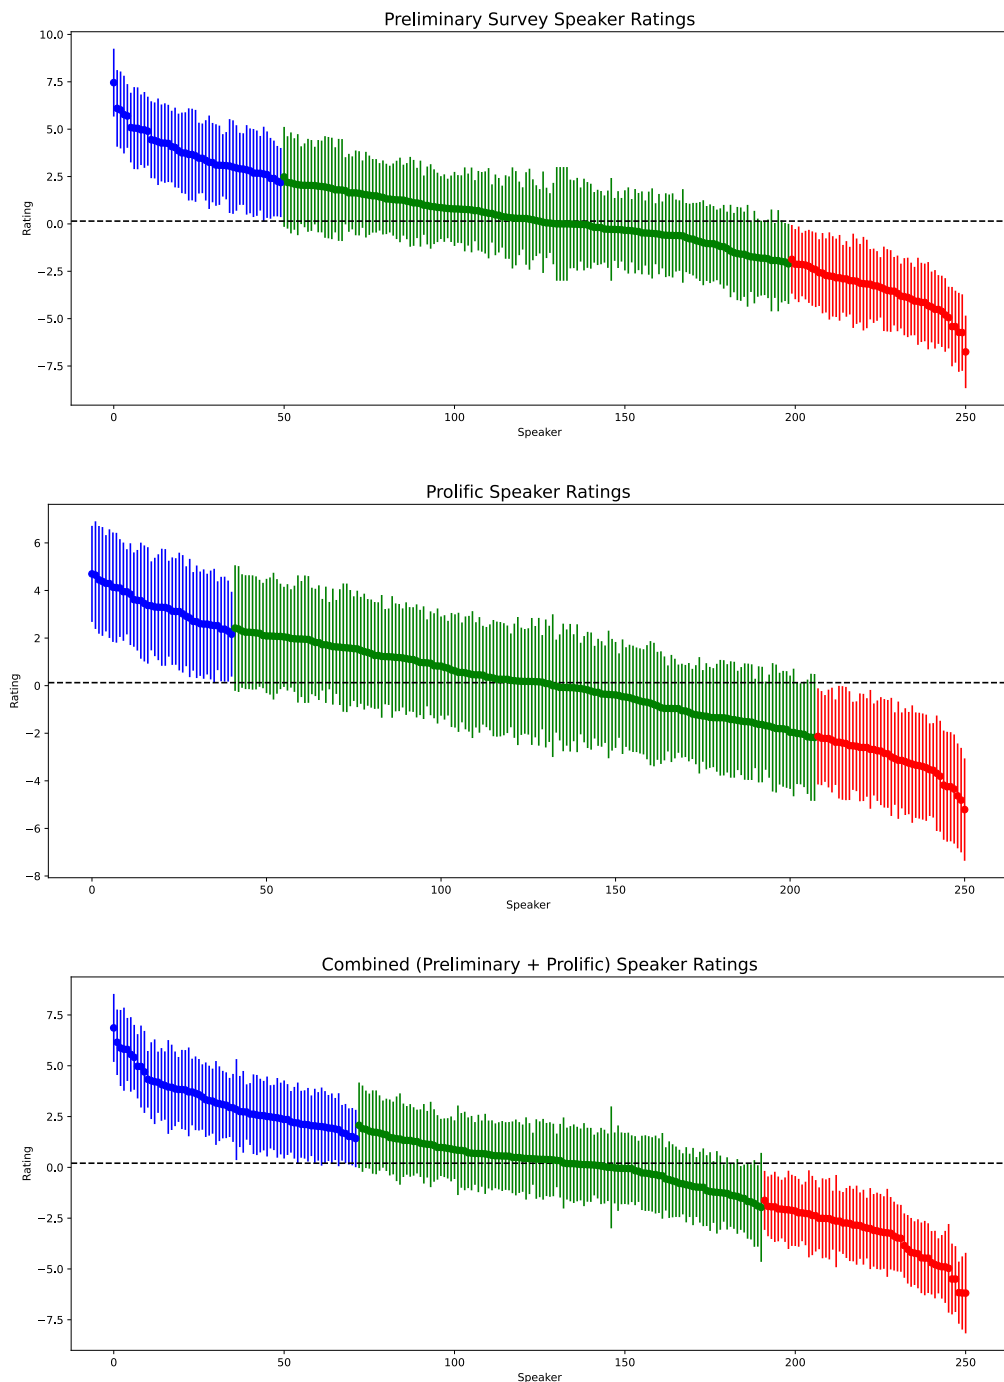 Preliminary Survey Speaker Ratings
10.0
7.5
5.0
2.5
0.0
−2.5
−5.0
−7.5
Rating
0 50 100 150 200 250
Speaker
Prolific Speaker Ratings
6
4
2
0
−2
−4
−6
−8
Rating
0 50 100 150 200 250
Speaker
Combined (Preliminary + Prolific) Speaker Ratings
7.5
5.0
2.5
0.0
−2.5
−5.0
−7.5
Rating
0 50 100 150 200 250
Speaker